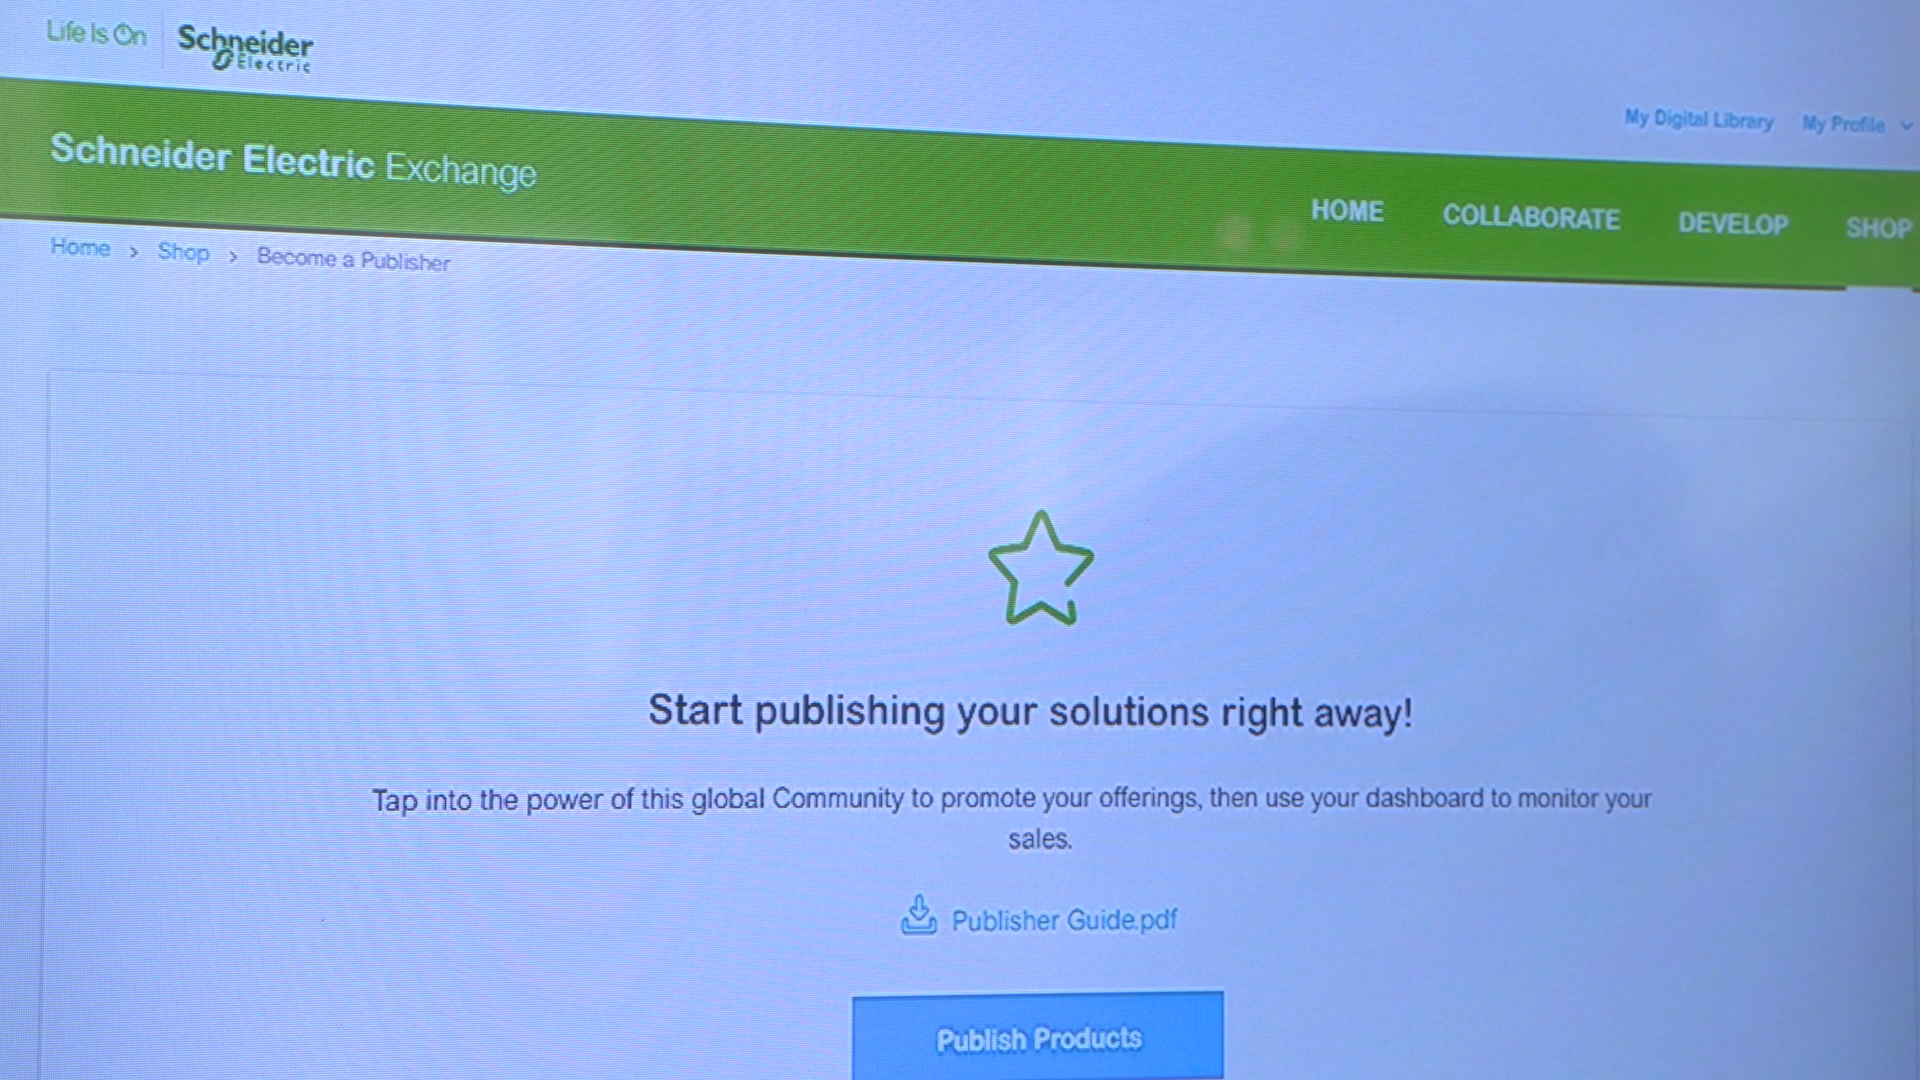 Life Is On
Schneider
Electric
My Digital Library
My Profile
Schneider Electric Exchange
HOME
COLLABORATE
DEVELOP
SHOP
Home > Shop > Become a Publisher
Start publishing your solutions right away!
Tap into the power of this global Community to promote your offerings, then use your dashboard to monitor your
sales.
Publisher Guide.pdf
Publish Products